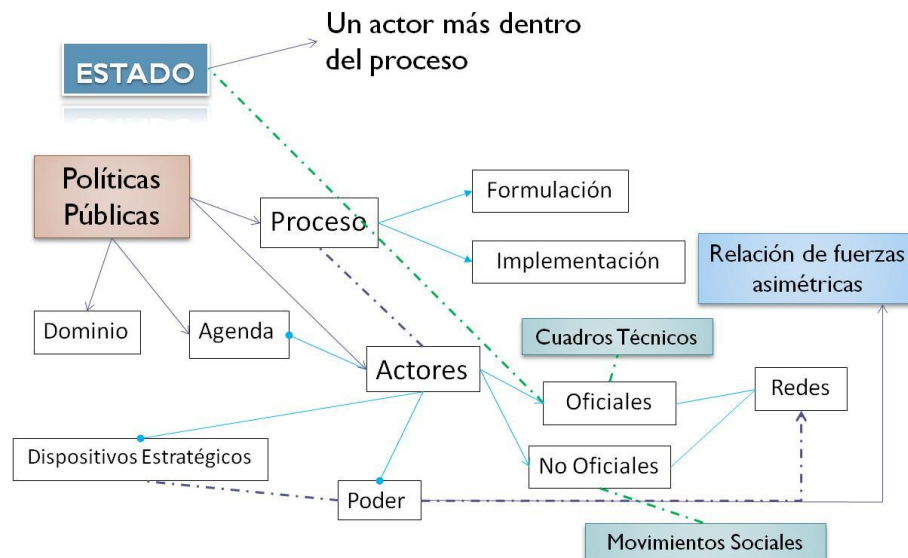 Un actor más dentro
del proceso
ESTADO
Políticas
Públicas
Proceso
Formulación
Implementación
Relación de fuerzas
asimétricas
Dominio
Agenda
Actores
Cuadros Técnicos
Oficiales
Redes
Dispositivos Estratégicos
No Oficiales
Poder
Movimientos Sociales